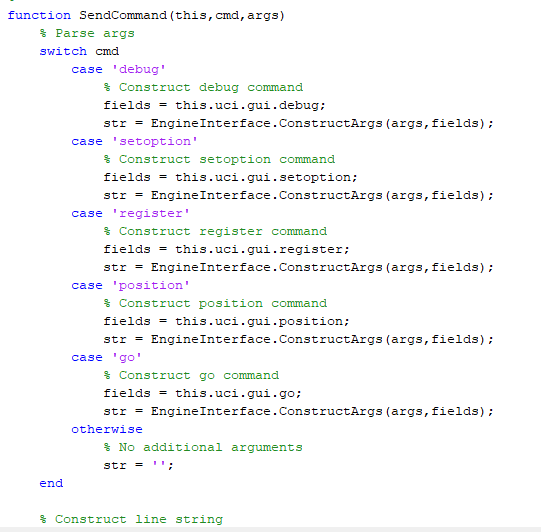 function SendCommand(this,cmd,args)
    % Parse args
    switch cmd
        case 'debug'
            % Construct debug command
            fields = this.uci.gui.debug;
            str = EngineInterface.ConstructArgs(args,fields);
        case 'setoption'
            % Construct setoption command
            fields = this.uci.gui.setoption;
            str = EngineInterface.ConstructArgs(args,fields);
        case 'register'
            % Construct register command
            fields = this.uci.gui.register;
            str = EngineInterface.ConstructArgs(args,fields);
        case 'position'
            % Construct position command
            fields = this.uci.gui.position;
            str = EngineInterface.ConstructArgs(args,fields);
        case 'go'
            % Construct go command
            fields = this.uci.gui.go;
            str = EngineInterface.ConstructArgs(args,fields);
        otherwise
            % No additional arguments
            str = '';
    end

    % Construct line string